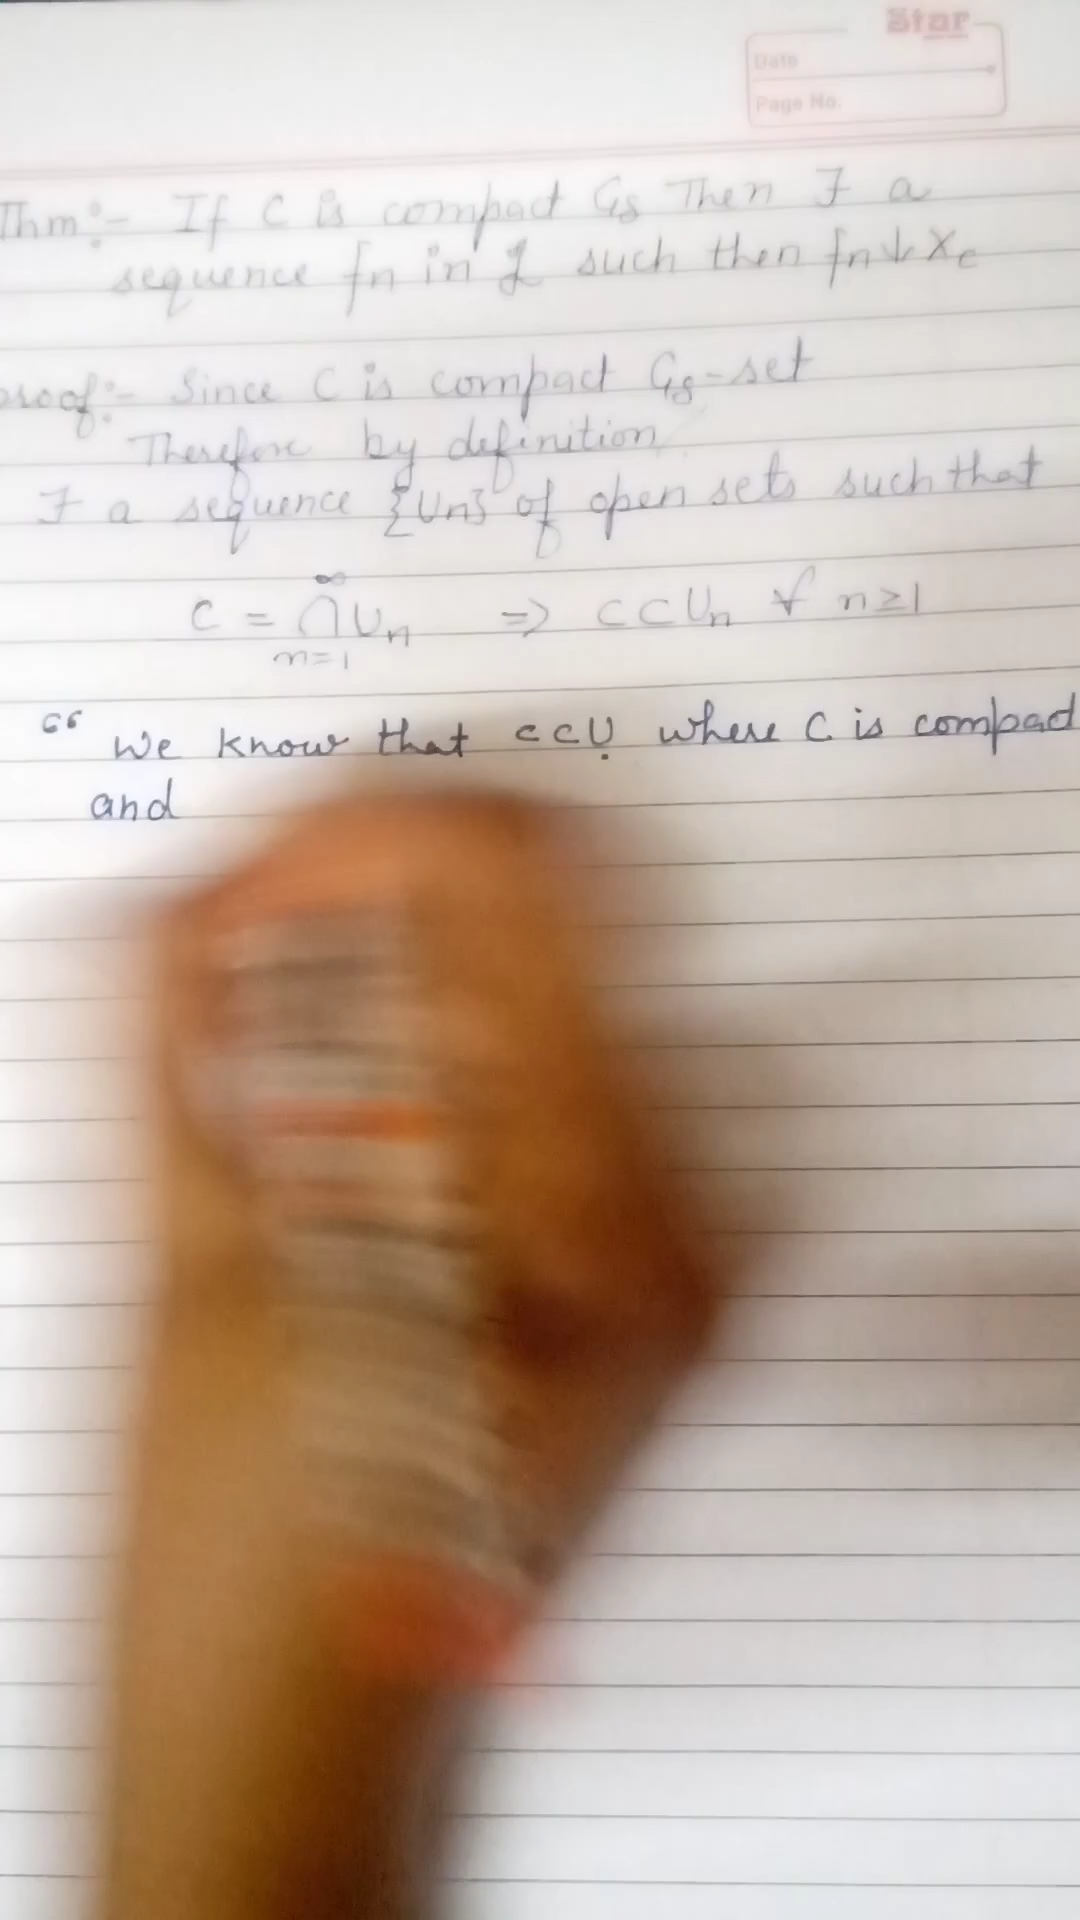 Star
Date
Page No.
Thm:- If C is compact Gδ Then ∃ a
sequence fn in L such then fn↓χc
proof:- Since C is compact Gδ-set
Therefore by definition
∃ a sequence {Un} of open sets such that
C = ∞∩n=1 Un ⇒ C⊂Un ∀ n≥1
“ We know that C⊂U where C is compact
and